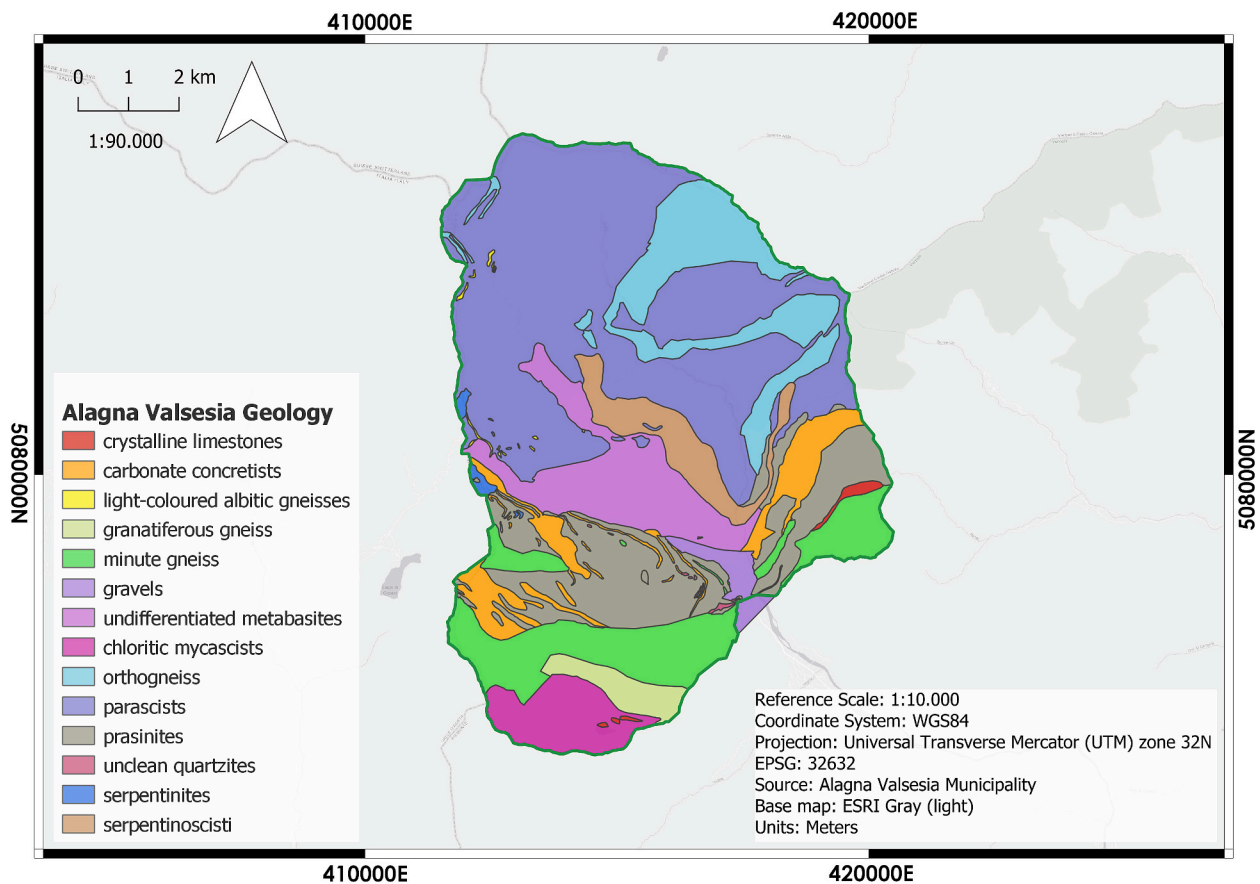 410000E
420000E
0 1 2 km
1:90.000
5080000N
5080000N
Alagna Valsesia Geology
crystalline limestones
carbonate concretists
light-coloured albitic gneisses
granatiferous gneiss
minute gneiss
gravels
undifferentiated metabasites
chloritic mycascists
orthogneiss
parascists
prasinites
unclean quartzites
serpentinites
serpentinoscisti
Reference Scale: 1:10.000
Coordinate System: WGS84
Projection: Universal Transverse Mercator (UTM) zone 32N
EPSG: 32632
Source: Alagna Valsesia Municipality
Base map: ESRI Gray (light)
Units: Meters
410000E
420000E